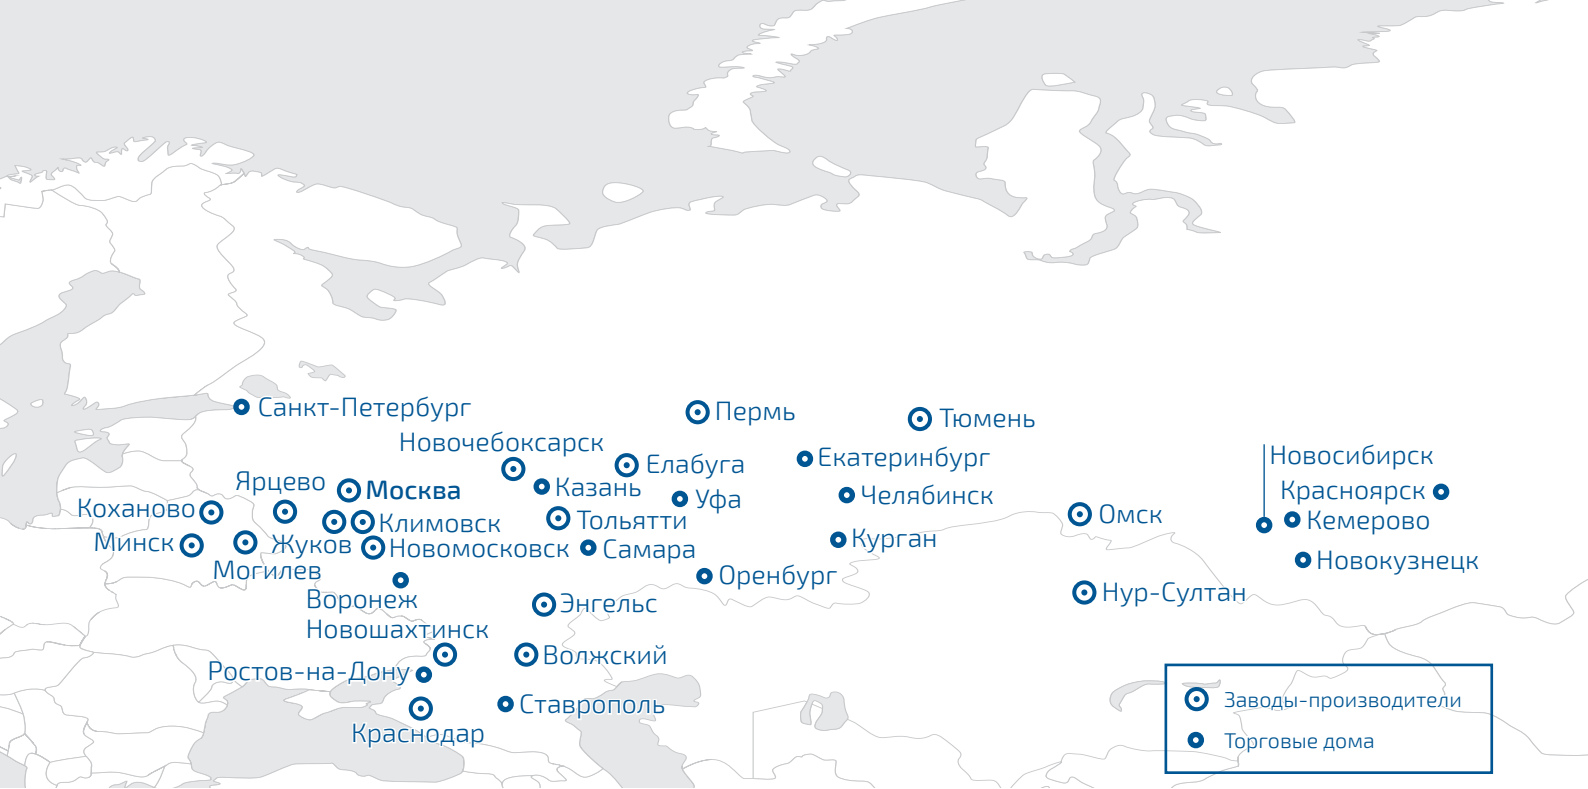 Санкт-Петербург
Пермь
Тюмень
Новочебоксарск
Елабуга
Екатеринбург
Новосибирск
Ярцево
Москва
Казань
Уфа
Челябинск
Красноярск
Коханово
Климовск
Тольятти
Омск
Кемерово
Минск
Жуков
Новомосковск
Самара
Курган
Новокузнецк
Могилев
Оренбург
Воронеж
Энгельс
Нур-Султан
Новошахтинск
Волжский
Ростов-на-Дону
Ставрополь
Краснодар
Заводы-производители
Торговые дома